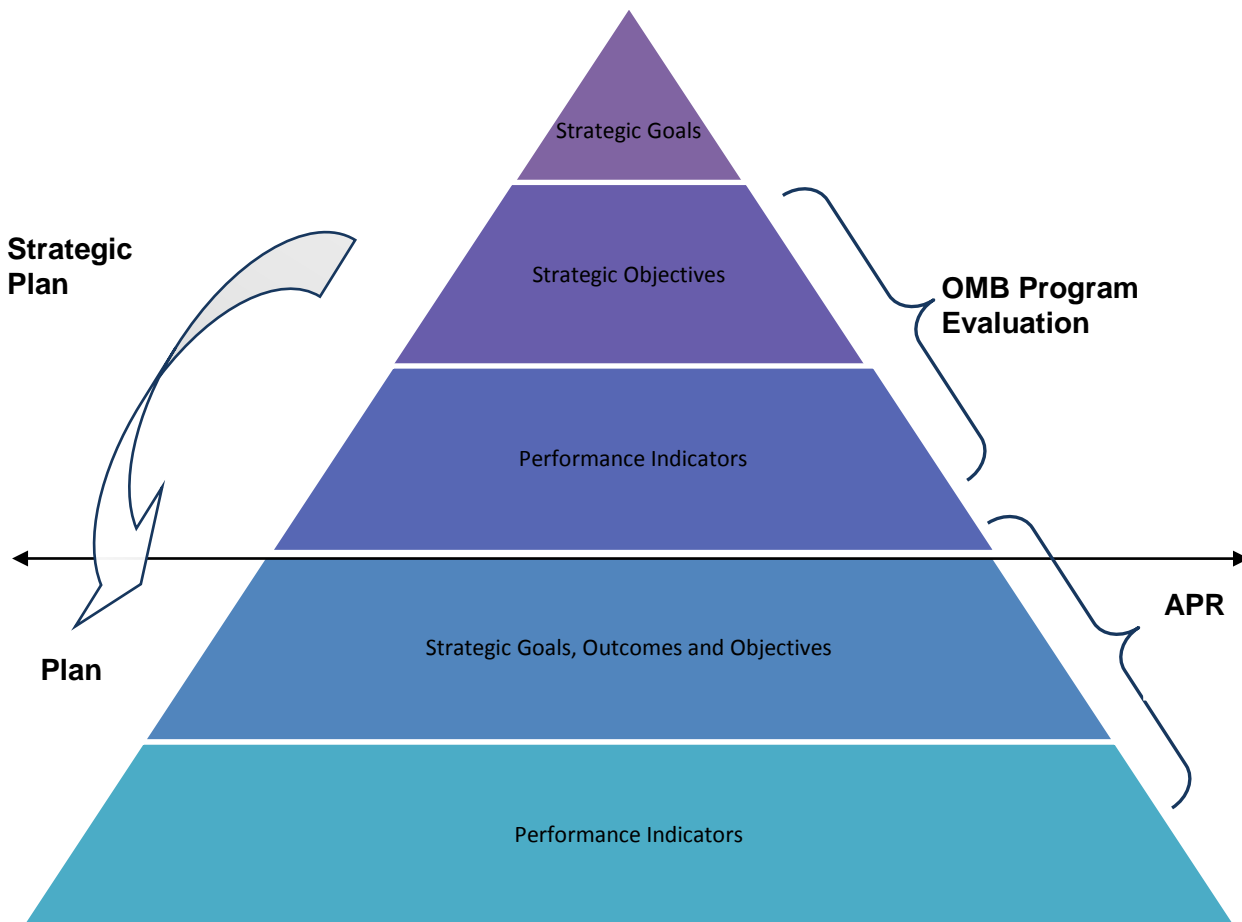 Strategic Goals
Strategic
Plan
Strategic Objectives
OMB Program
Evaluation
Performance Indicators
APR
Strategic Goals, Outcomes and Objectives
Plan
Performance Indicators